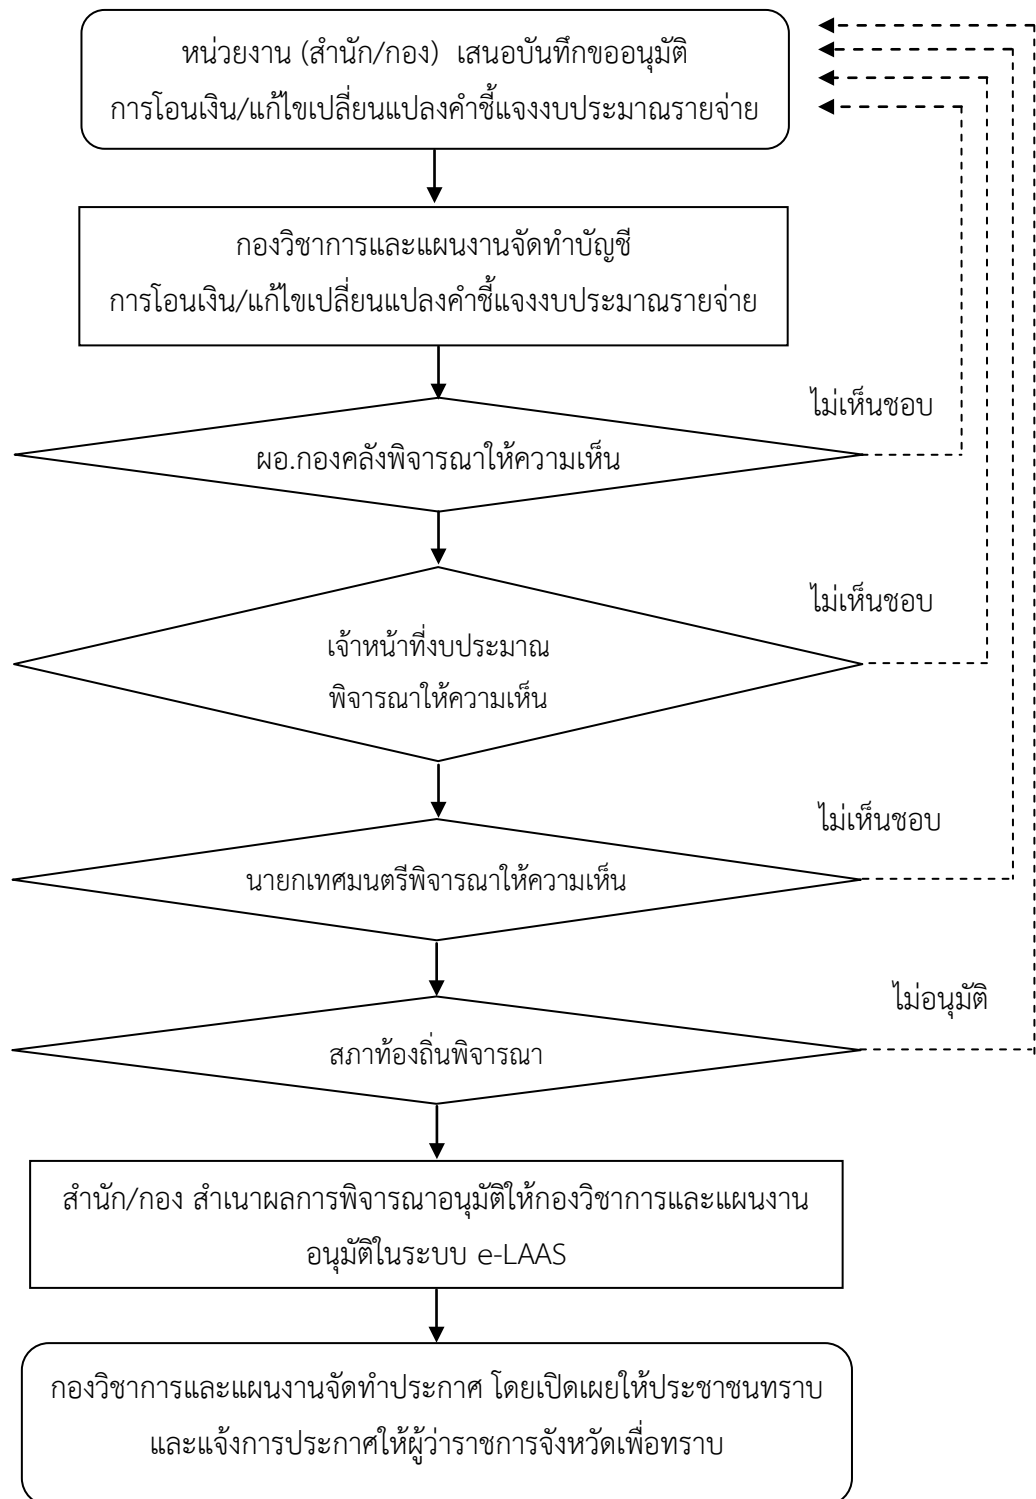 หน่วยงาน (สำนัก/กอง)  เสนอบันทึกขออนุมัติ
การโอนเงิน/แก้ไขเปลี่ยนแปลงคำชี้แจงงบประมาณรายจ่าย
กองวิชาการและแผนงานจัดทำบัญชี
การโอนเงิน/แก้ไขเปลี่ยนแปลงคำชี้แจงงบประมาณรายจ่าย
ไม่เห็นชอบ
ผอ.กองคลังพิจารณาให้ความเห็น
ไม่เห็นชอบ
เจ้าหน้าที่งบประมาณ
พิจารณาให้ความเห็น
ไม่เห็นชอบ
นายกเทศมนตรีพิจารณาให้ความเห็น
ไม่อนุมัติ
สภาท้องถิ่นพิจารณา
สำนัก/กอง สำเนาผลการพิจารณาอนุมัติให้กองวิชาการและแผนงาน
อนุมัติในระบบ e-LAAS
กองวิชาการและแผนงานจัดทำประกาศ โดยเปิดเผยให้ประชาชนทราบ
และแจ้งการประกาศให้ผู้ว่าราชการจังหวัดเพื่อทราบ